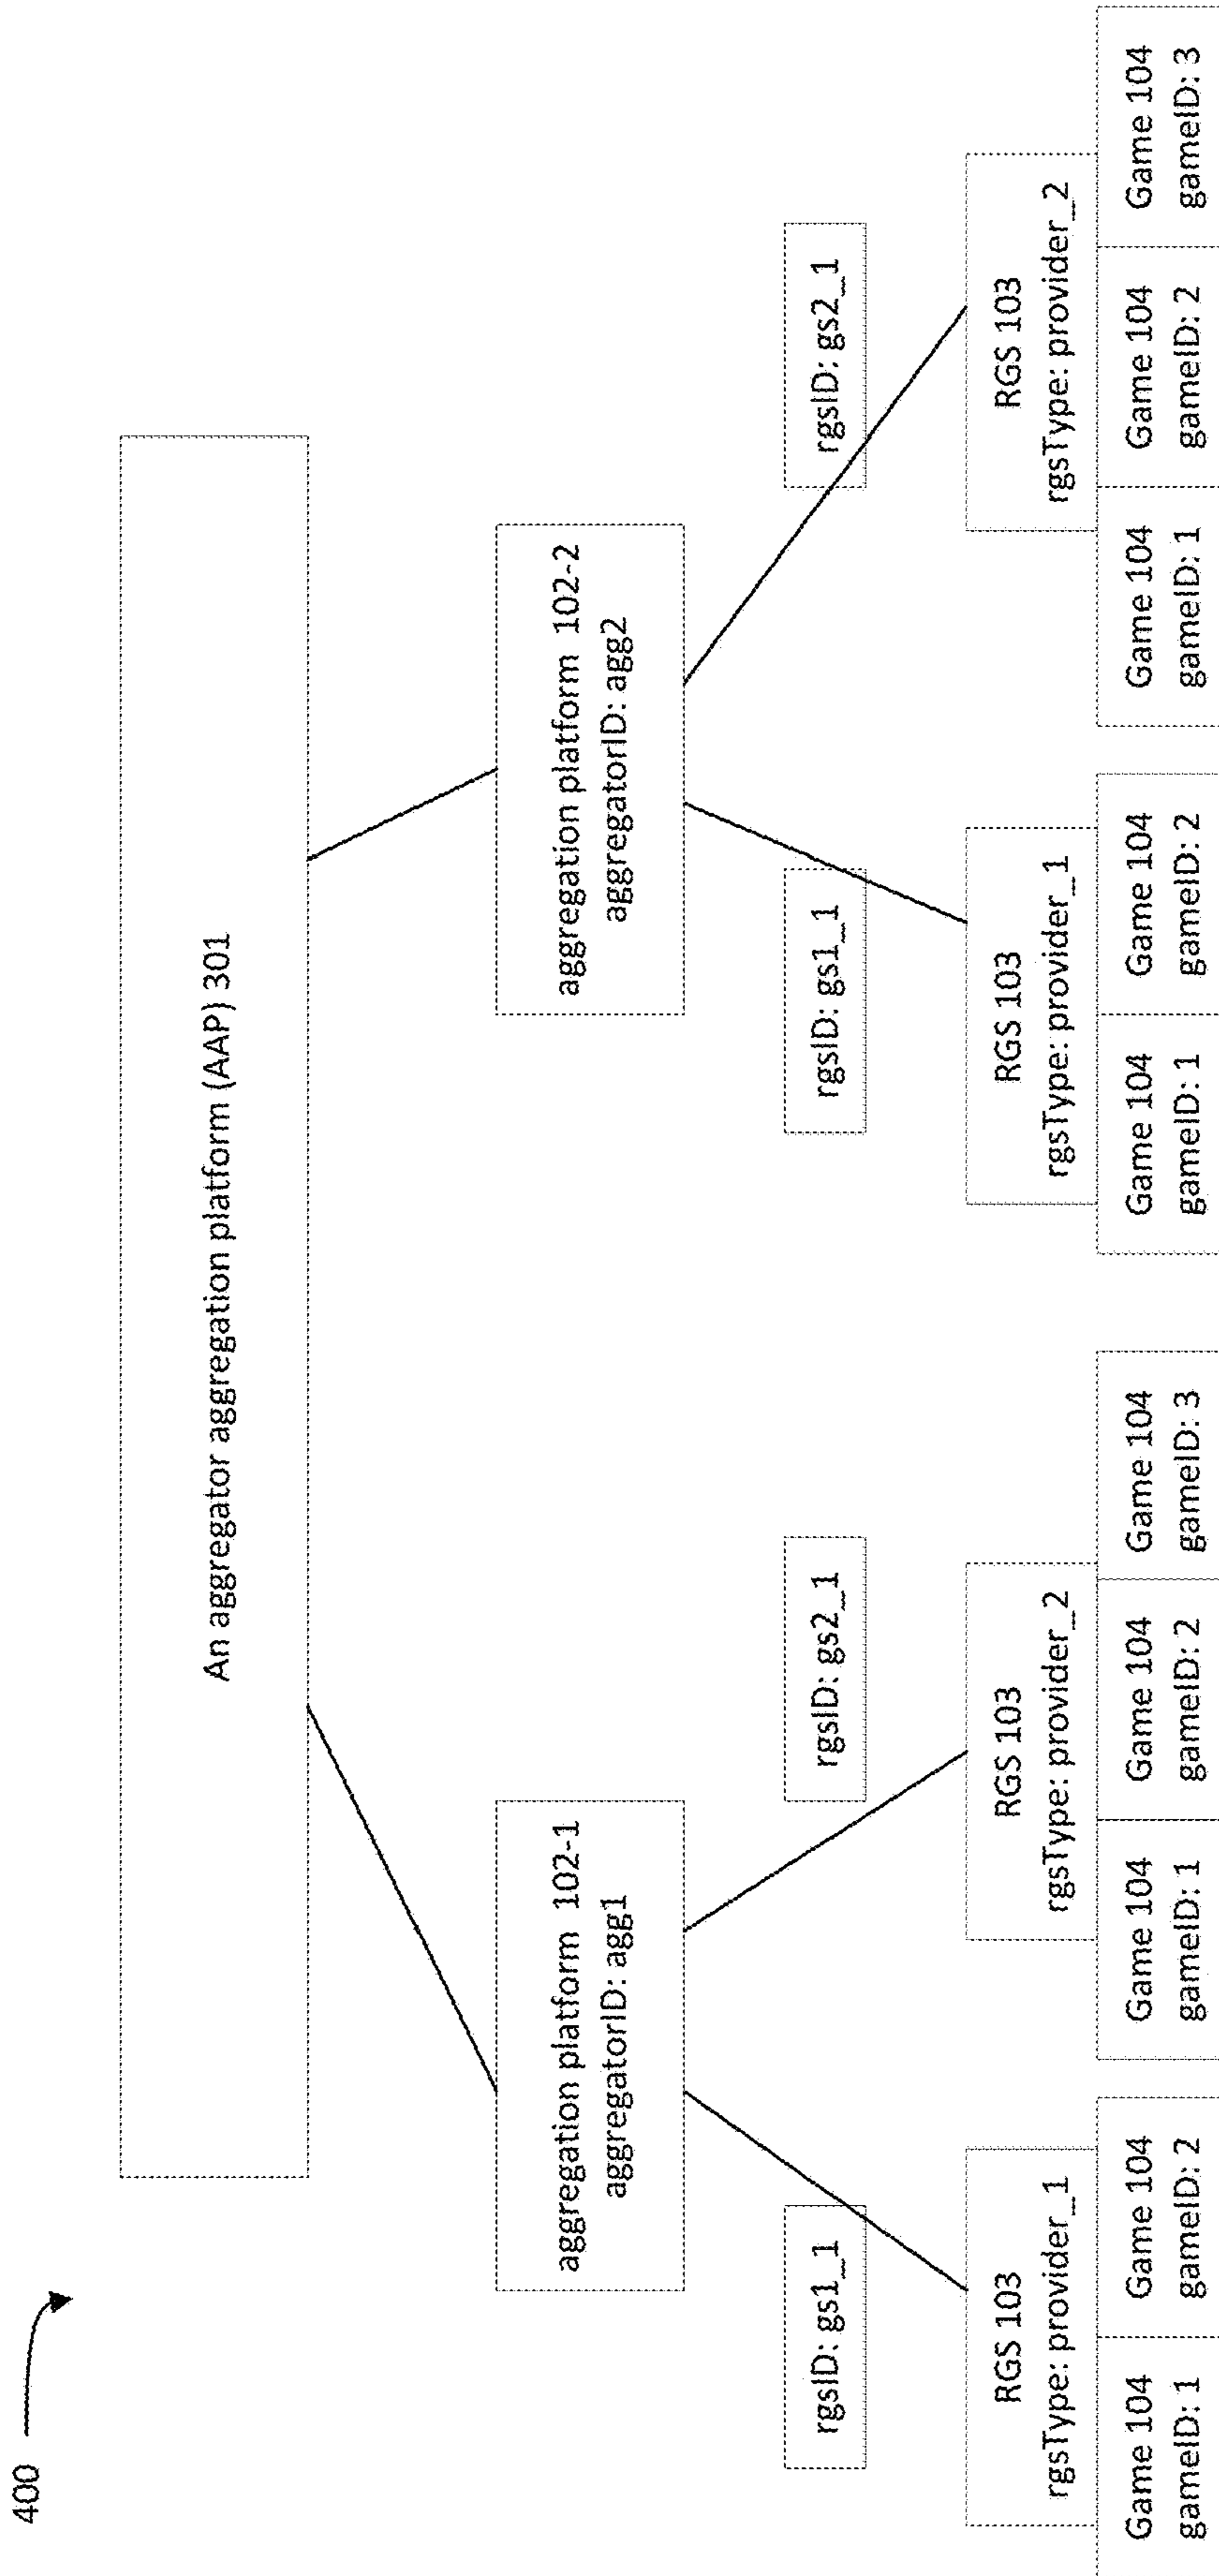 400
An aggregator aggregation platform (AAP) 301
aggregation platform 102-1
aggregatorID: agg1
aggregation platform 102-2
aggregatorID: agg2
rgsID: gs1_1
rgsID: gs2_1
rgsID: gs1_1
rgsID: gs2_1
RGS 103
rgsType: provider_1
RGS 103
rgsType: provider_2
RGS 103
rgsType: provider_1
RGS 103
rgsType: provider_2
Game 104
gameID: 1
Game 104
gameID: 2
Game 104
gameID: 1
Game 104
gameID: 2
Game 104
gameID: 3
Game 104
gameID: 1
Game 104
gameID: 2
Game 104
gameID: 1
Game 104
gameID: 2
Game 104
gameID: 3